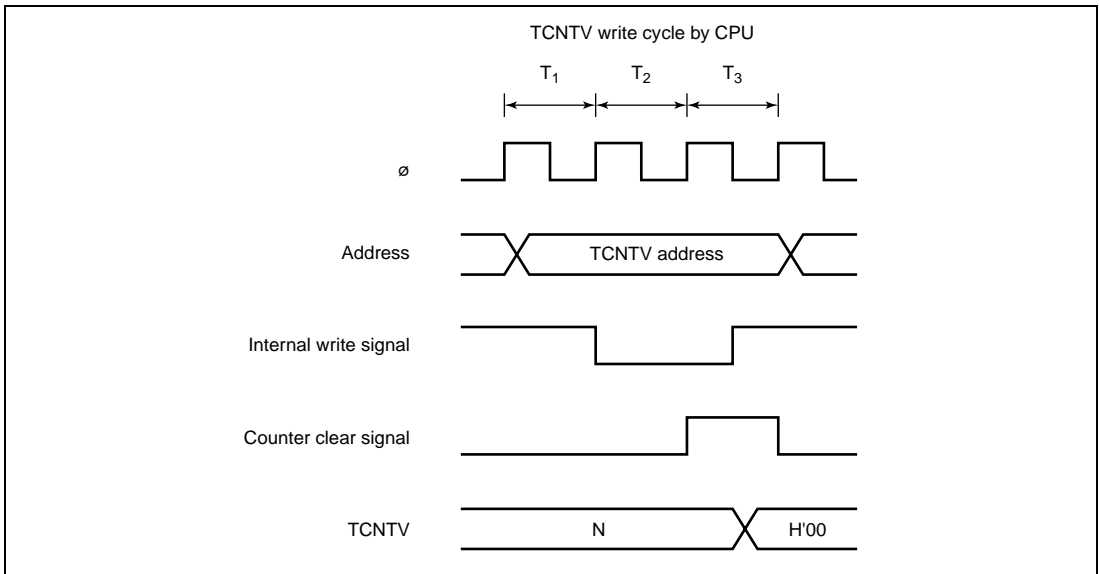 TCNTV write cycle by CPU
T₁ T₂ T₃
ø
Address TCNTV address
Internal write signal
Counter clear signal
TCNTV N H'00